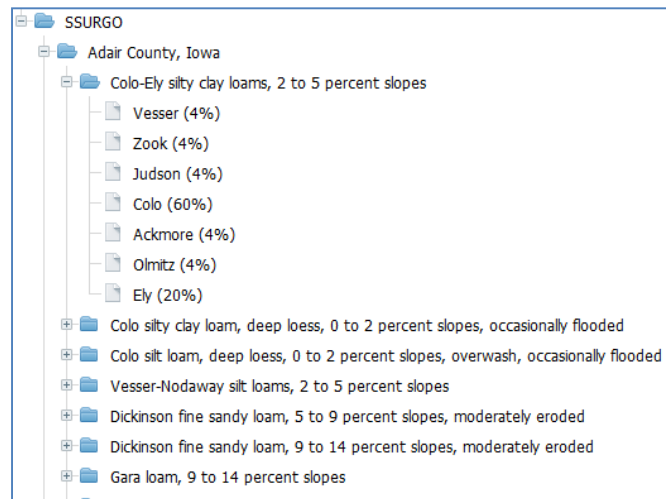 SSURGO
Adair County, Iowa
Colo-Ely silty clay loams, 2 to 5 percent slopes
Vesser (4%)
Zook (4%)
Judson (4%)
Colo (60%)
Ackmore (4%)
Olmitz (4%)
Ely (20%)
Colo silty clay loam, deep loess, 0 to 2 percent slopes, occasionally flooded
Colo silt loam, deep loess, 0 to 2 percent slopes, overwash, occasionally flooded
Vesser-Nodaway silt loams, 2 to 5 percent slopes
Dickinson fine sandy loam, 5 to 9 percent slopes, moderately eroded
Dickinson fine sandy loam, 9 to 14 percent slopes, moderately eroded
Gara loam, 9 to 14 percent slopes